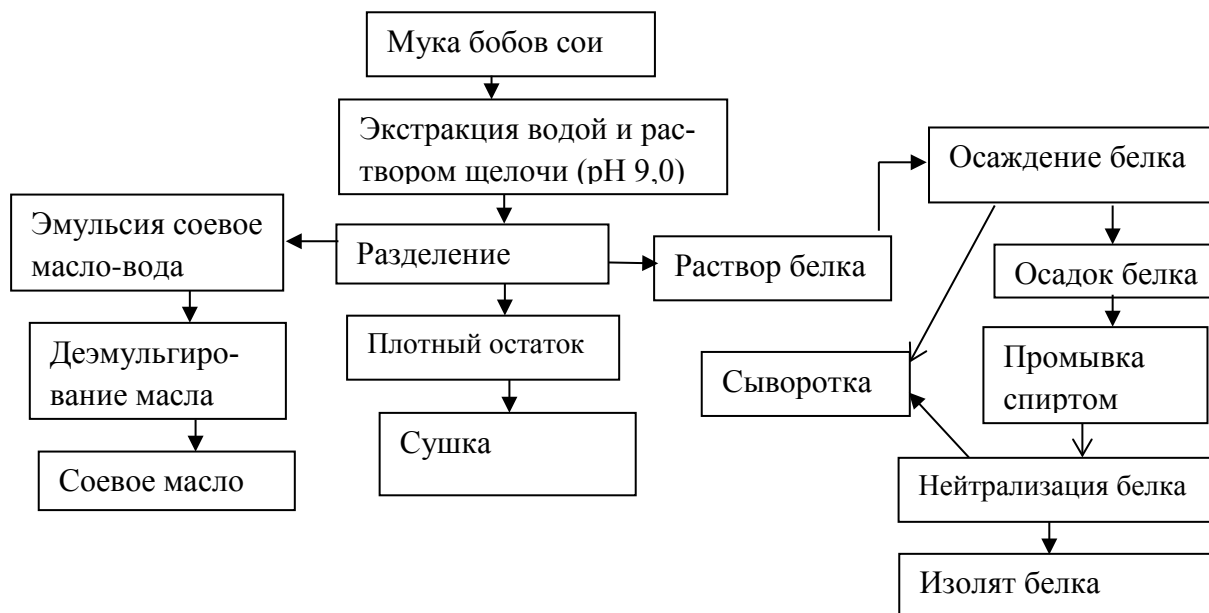 Мука бобов сои
Экстракция водой и рас-
твором щелочи (pH 9,0)
Осаждение белка
Эмульсия соевое
масло-вода
Разделение
Раствор белка
Осадок белка
Деэмульгиро-
вание масла
Плотный остаток
Сыворотка
Промывка
спиртом
Соевое масло
Сушка
Нейтрализация белка
Изолят белка